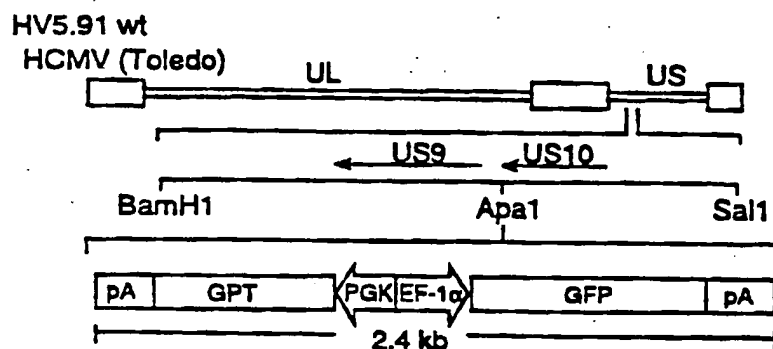 HV5.91 wt
HCMV (Toledo)
UL US
US9 US10
BamH1 Apa1 Sal1
pA GPT PGK EF-1α GFP pA
2.4 kb